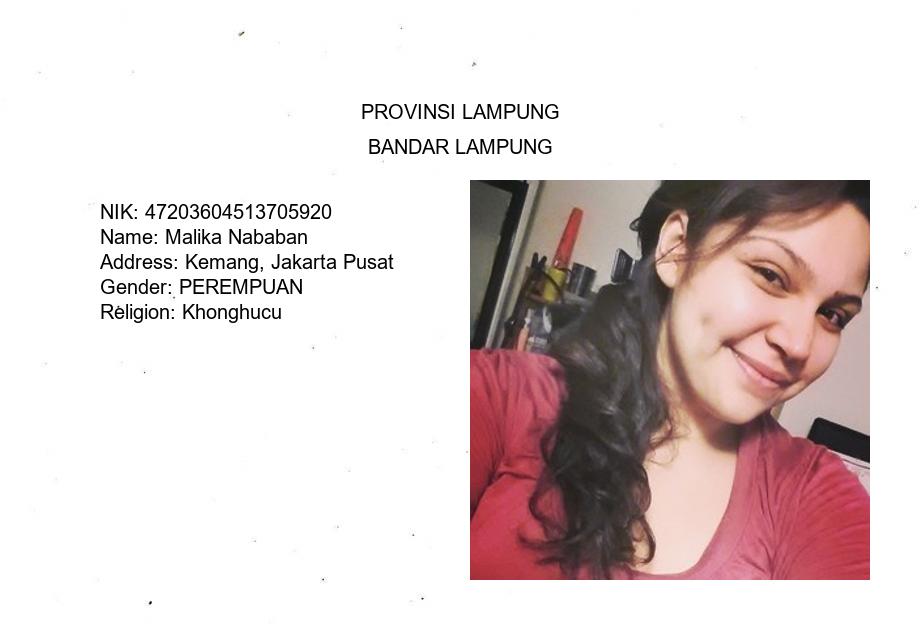 PROVINSI LAMPUNG
BANDAR LAMPUNG
NIK: 47203604513705920
Name: Malika Nababan
Address: Kemang, Jakarta Pusat
Gender: PEREMPUAN
Religion: Khonghucu